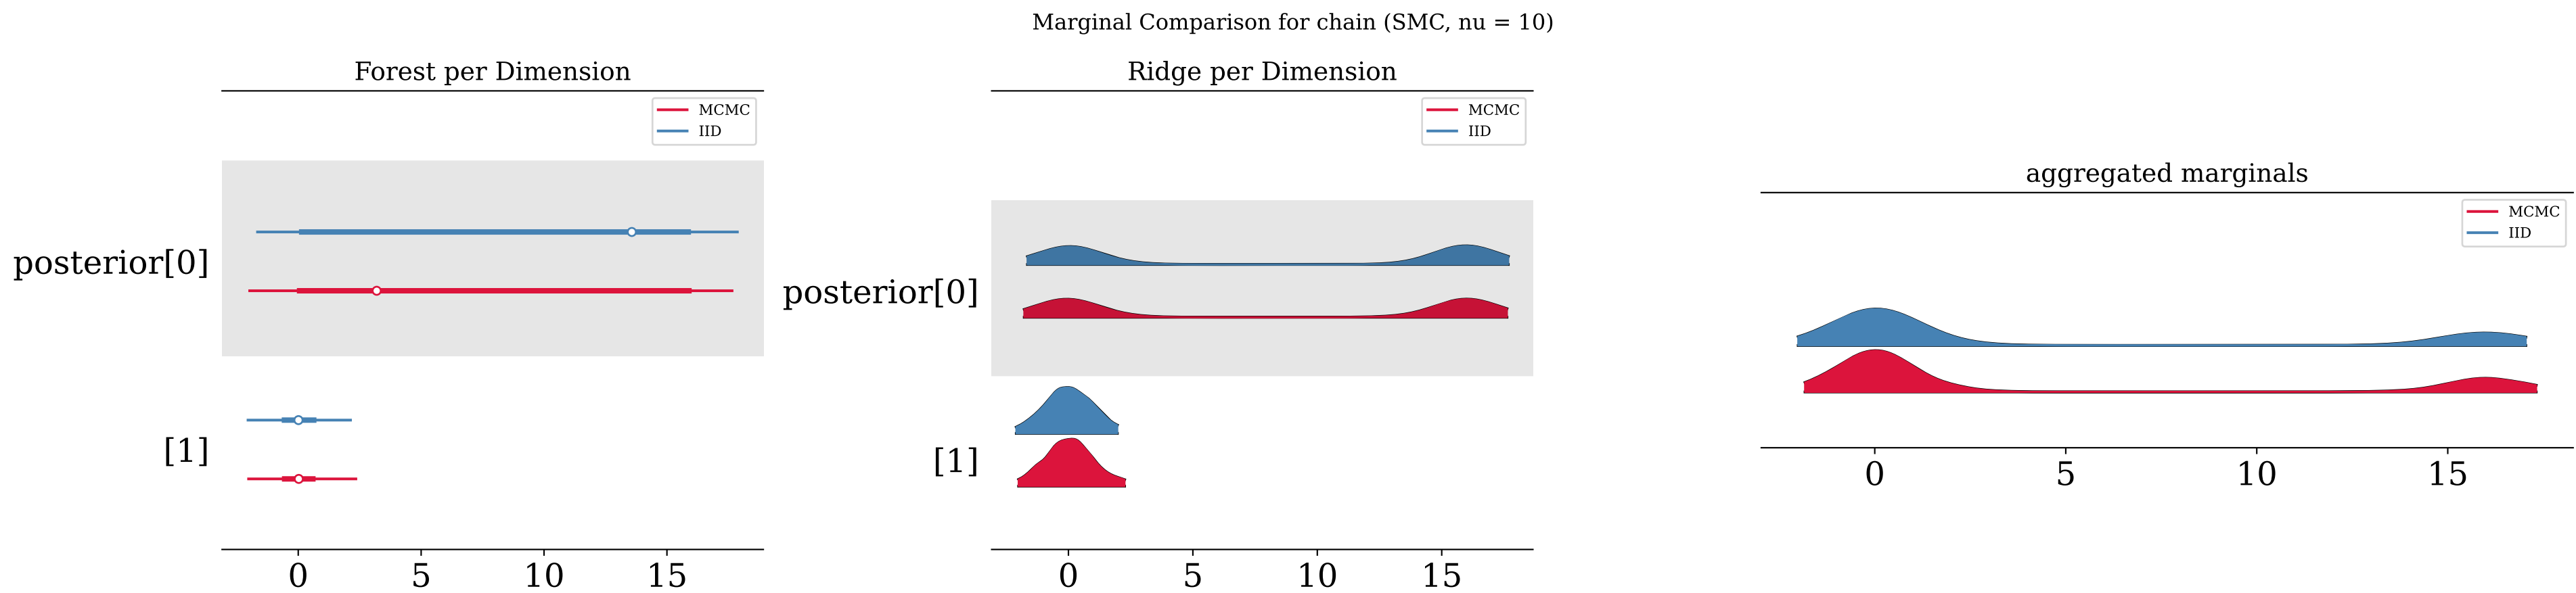 Marginal Comparison for chain (SMC, nu = 10)
Forest per Dimension
MCMC
IID
posterior[0]
[1]
0 5 10 15
Ridge per Dimension
MCMC
IID
posterior[0]
[1]
0 5 10 15
aggregated marginals
MCMC
IID
0 5 10 15